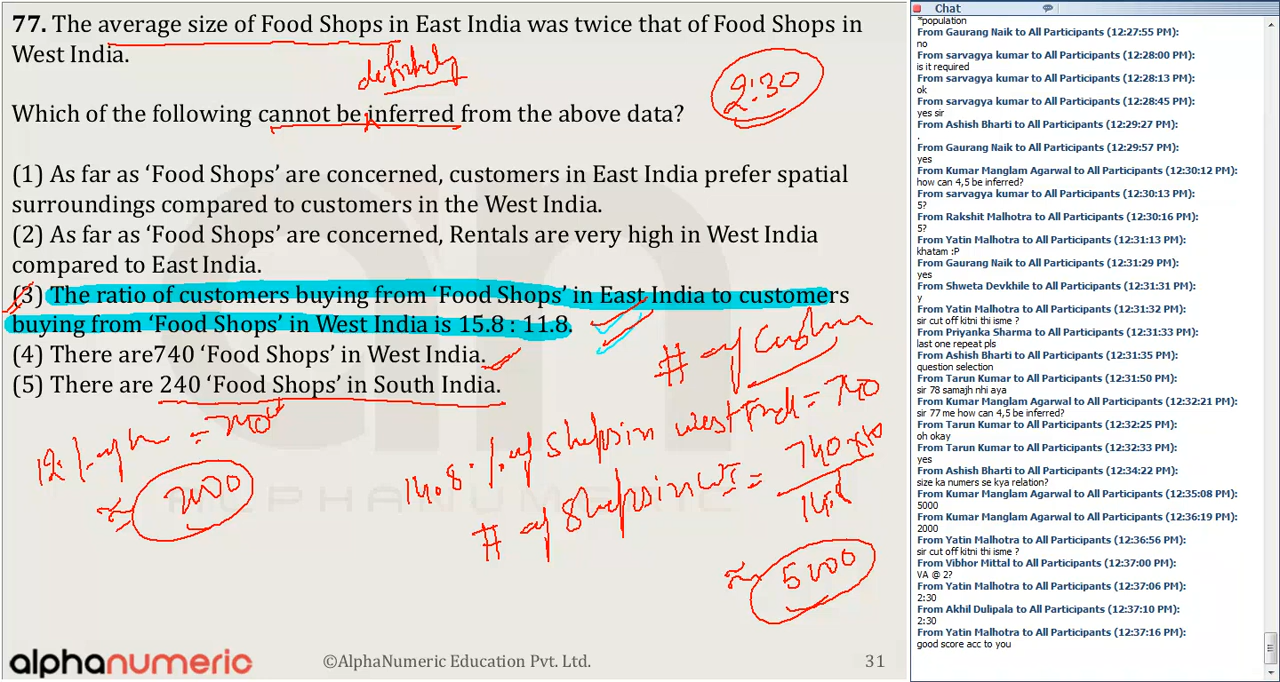 77. The average size of Food Shops in East India was twice that of Food Shops in
West India.
definitely
2:30
Which of the following cannot be inferred from the above data?
(1) As far as ‘Food Shops’ are concerned, customers in East India prefer spatial
surroundings compared to customers in the West India.
(2) As far as ‘Food Shops’ are concerned, Rentals are very high in West India
compared to East India.
(3) The ratio of customers buying from ‘Food Shops’ in East India to customers
buying from ‘Food Shops’ in West India is 15.8 : 11.8.
(4) There are740 ‘Food Shops’ in West India.
(5) There are 240 ‘Food Shops’ in South India.
# of Custom
= 240
≈ 2000
14.8 % of Shops in West Ind = 740
# of Shops in WI =
≈ 5000
ALPHANUMERIC
alphanumeric
©AlphaNumeric Education Pvt. Ltd.
31
Chat
*population
From Gaurang Naik to All Participants (12:27:55 PM):
no
From sarvagya kumar to All Participants (12:28:00 PM):
is it required
From sarvagya kumar to All Participants (12:28:13 PM):
ok
From sarvagya kumar to All Participants (12:28:45 PM):
yes sir
From Ashish Bharti to All Participants (12:29:27 PM):
.
From Gaurang Naik to All Participants (12:29:57 PM):
yes
From Kumar Manglam Agarwal to All Participants (12:30:12 PM):
how can 4,5 be inferred?
From sarvagya kumar to All Participants (12:30:13 PM):
5?
From Rakshit Malhotra to All Participants (12:30:16 PM):
5?
From Yatin Malhotra to All Participants (12:31:13 PM):
khatam :P
From Gaurang Naik to All Participants (12:31:29 PM):
yes
From Shweta Devkhile to All Participants (12:31:31 PM):
y
From Yatin Malhotra to All Participants (12:31:32 PM):
sir cut off kitni thi isme ?
From Priyanka Sharma to All Participants (12:31:33 PM):
last one repeat pls
From Ashish Bharti to All Participants (12:31:35 PM):
question selection
From Tarun Kumar to All Participants (12:31:50 PM):
sir 78 samajh nhi aya
From Kumar Manglam Agarwal to All Participants (12:32:21 PM):
sir 77 me how can 4,5 be inferred?
From Tarun Kumar to All Participants (12:32:25 PM):
oh okay
From Tarun Kumar to All Participants (12:32:33 PM):
yes
From Ashish Bharti to All Participants (12:34:22 PM):
size ka numers se kya relation?
From Kumar Manglam Agarwal to All Participants (12:35:08 PM):
5000
From Kumar Manglam Agarwal to All Participants (12:36:19 PM):
2000
From Yatin Malhotra to All Participants (12:36:56 PM):
sir cut off kitni thi isme ?
From Vibhor Mittal to All Participants (12:37:00 PM):
VA @ 2?
From Yatin Malhotra to All Participants (12:37:06 PM):
2:30
From Akhil Dulipala to All Participants (12:37:10 PM):
2:30
From Yatin Malhotra to All Participants (12:37:16 PM):
good score acc to you